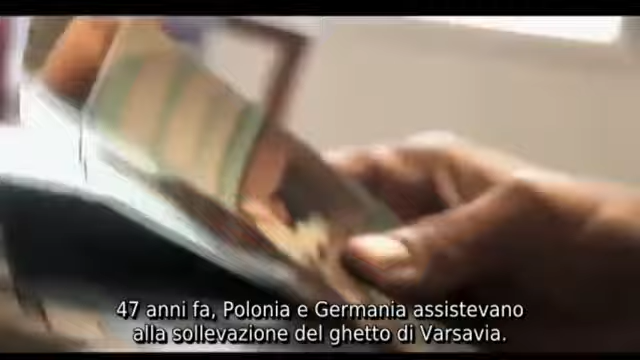 47 anni fa, Polonia e Germania assistevano
alla sollevazione del ghetto di Varsavia.